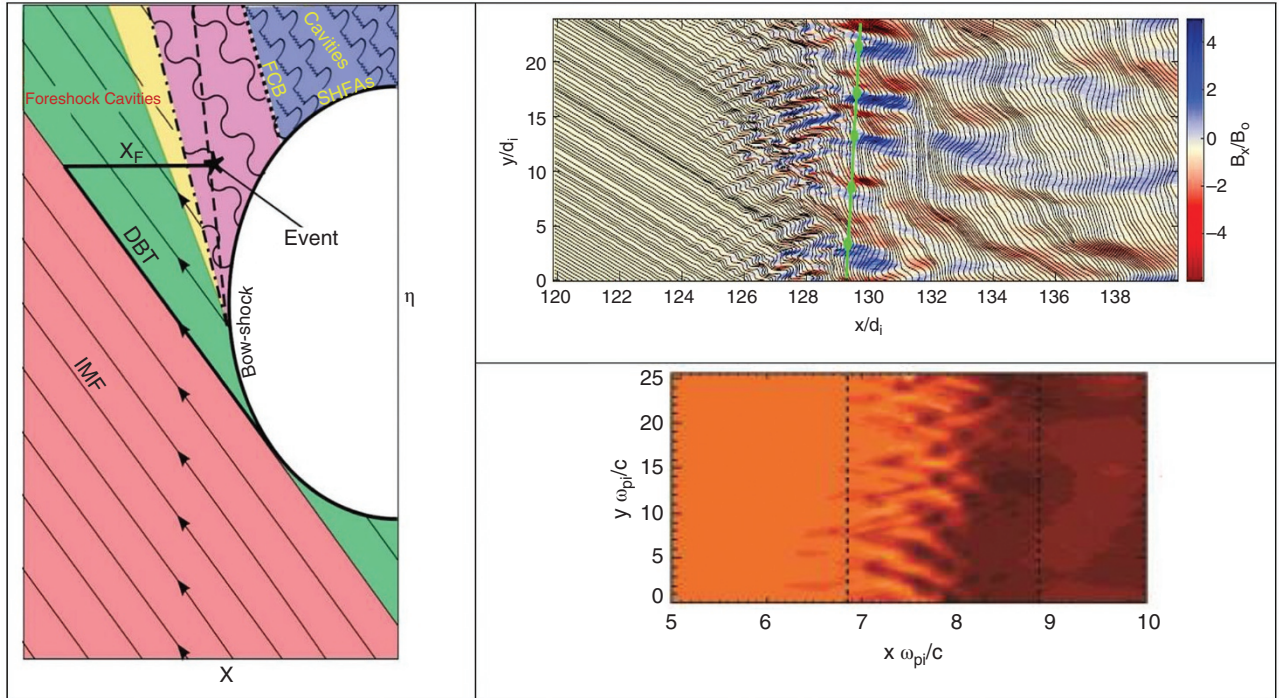 Foreshock Cavities
X_F
Event
DBT
IMF
Bow-shock
FCB
Cavities
SHFAs
η
X
20
15
10
5
0
y/d_i
120 122 124 126 128 130 132 134 136 138
x/d_i
4
2
0
−2
−4
B_x/B_o
25
20
15
10
5
0
y ω_pi/c
5 6 7 8 9 10
x ω_pi/c